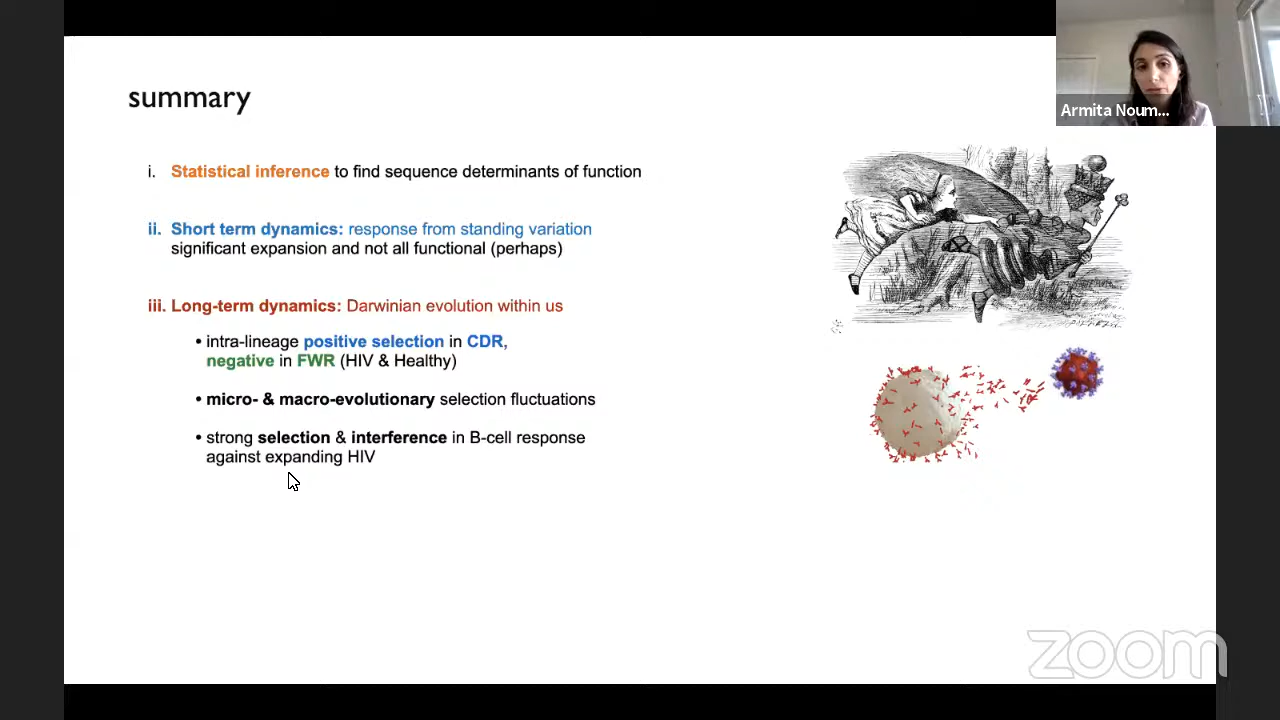 summary
Armita Noum...
i. Statistical inference to find sequence determinants of function
ii. Short term dynamics: response from standing variation
significant expansion and not all functional (perhaps)
iii. Long-term dynamics: Darwinian evolution within us
• intra-lineage positive selection in CDR,
negative in FWR (HIV & Healthy)
• micro- & macro-evolutionary selection fluctuations
• strong selection & interference in B-cell response
against expanding HIV
zoom